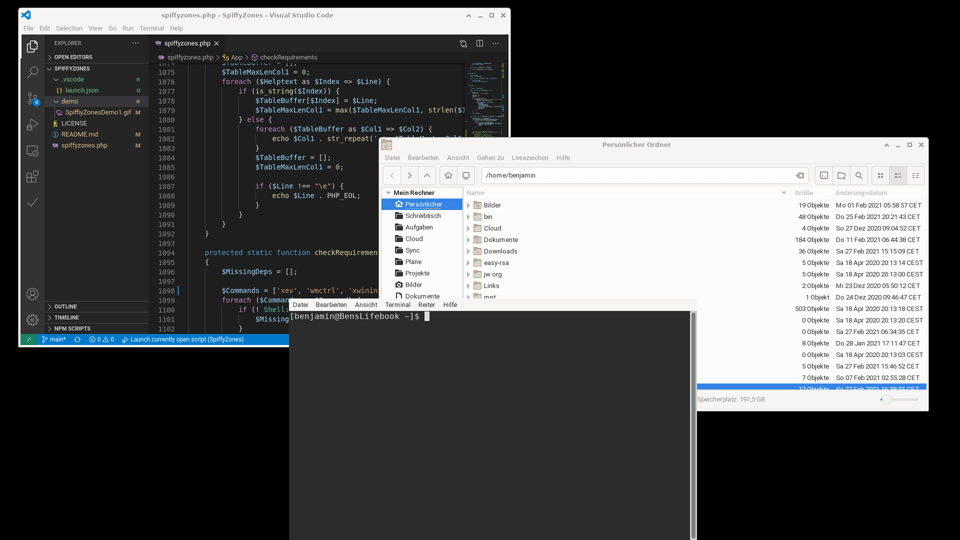 spiffyzones.php - SpiffyZones - Visual Studio Code
File Edit Selection View Go Run Terminal Help
EXPLORER
OPEN EDITORS
SPIFFYZONES
.vscode
launch.json U
demo
SpiffiyZonesDemo1.gif M
LICENSE
README.md M
spiffyzones.php M
OUTLINE
TIMELINE
NPM SCRIPTS
main* 0 0 Launch currently open script (SpiffyZones)
spiffyzones.php
spiffyzones.php > App > checkRequirements
1075 $TableMaxLenCol1 = 0;
1076 foreach ($Helptext as $Index => $Line) {
1077 if (is_string($Index)) {
1078 $TableBuffer[$Index] = $Line;
1079 $TableMaxLenCol1 = max($TableMaxLenCol1, strlen($I
1080 } else {
1081 foreach ($TableBuffer as $Col1 => $Col2) {
1082 echo $Col1 . str_repeat('
1083 }
1084 $TableBuffer = [];
1085 $TableMaxLenCol1 = 0;
1086
1087 if ($Line !== "\e") {
1088 echo $Line . PHP_EOL;
1089 }
1090 }
1091 }
1092 }
1093
1094 protected static function checkRequiremen
1095 {
1096 $MissingDeps = [];
1097
1098 $Commands = ['xev', 'wmctrl', 'xwinin
1099 foreach ($Comman
1100 if (! Shell:
1101 $Missing
1102 }
Persönlicher Ordner
Datei Bearbeiten Ansicht Gehen zu Lesezeichen Hilfe
/home/benjamin
Mein Rechner
Persönlicher ...
Schreibtisch
Aufgaben
Cloud
Sync
Pläne
Projekte
Bilder
Dokumente
Name Größe Änderungsdatum
Bilder 19 Objekte Mo 01 Feb 2021 05:58:57 CET
bin 48 Objekte Do 25 Feb 2021 20:21:43 CET
Cloud 4 Objekte So 27 Dez 2020 09:04:52 CET
Dokumente 184 Objekte Do 11 Feb 2021 06:44:38 CET
Downloads 36 Objekte Sa 27 Feb 2021 15:15:09 CET
easy-rsa 5 Objekte Sa 18 Apr 2020 20:13:14 CEST
jw org 5 Objekte Sa 18 Apr 2020 20:13:03 CEST
Links 2 Objekte Mi 23 Dez 2020 05:50:12 CET
mnt 1 Objekt Do 24 Dez 2020 09:46:47 CET
503 Objekte Sa 18 Apr 2020 20:13:14 CEST
0 Objekte Sa 18 Apr 2020 20:13:03 CEST
0 Objekte Sa 27 Feb 2021 06:34:35 CET
8 Objekte Do 28 Jan 2021 17:11:47 CET
0 Objekte Sa 18 Apr 2020 20:13:03 CEST
5 Objekte Sa 27 Feb 2021 15:46:52 CET
7 Objekte So 07 Feb 2021 02:55:28 CET
Speicherplatz: 191,5 GB
Datei Bearbeiten Ansicht Terminal Reiter Hilfe
[benjamin@BensLifebook ~]$